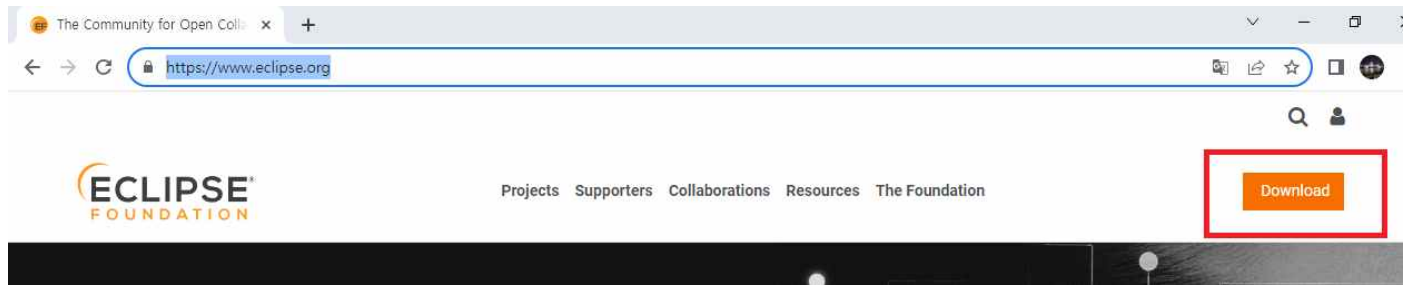 The Community for Open Coll
https://www.eclipse.org
ECLIPSE
FOUNDATION
Projects Supporters Collaborations Resources The Foundation
Download